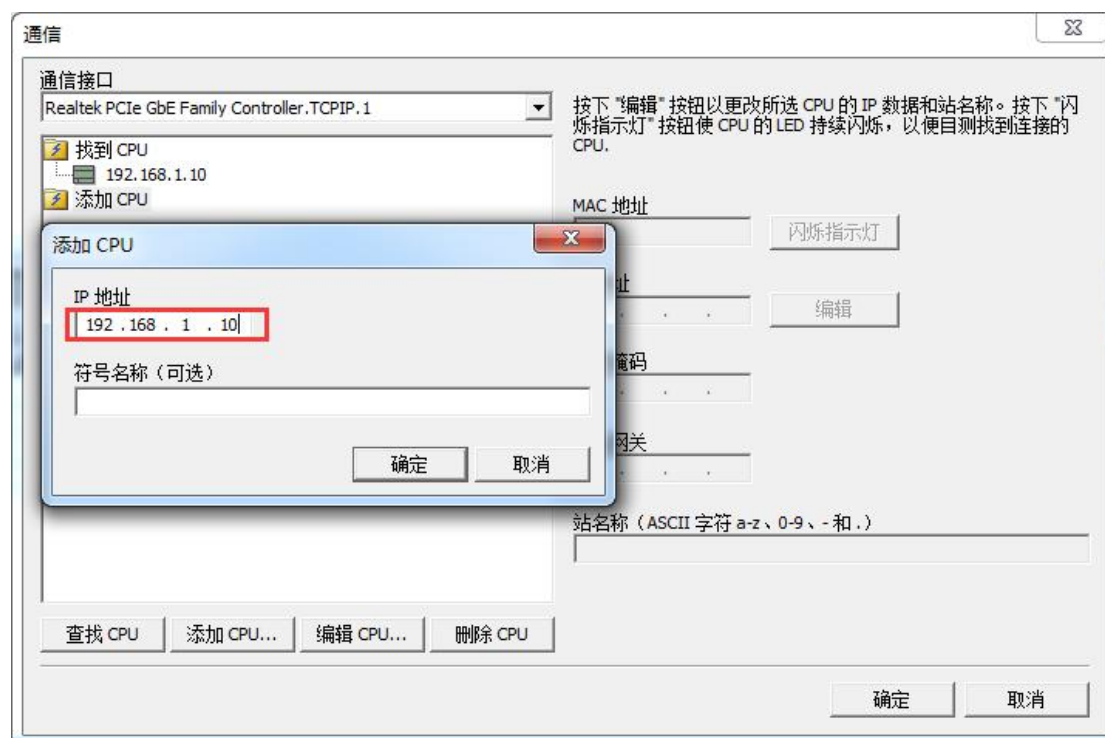 通信
通信接口
Realtek PCIe GbE Family Controller.TCPIP.1
找到 CPU
192.168.1.10
添加 CPU
按下 "编辑" 按钮以更改所选 CPU 的 IP 数据和站名称。按下 "闪
烁指示灯" 按钮使 CPU 的 LED 持续闪烁，以便目测找到连接的
CPU.
MAC 地址
闪烁指示灯
址
编辑
掩码
网关
站名称（ASCII 字符 a-z、0-9、- 和 .）
添加 CPU
IP 地址
192 .168 . 1 . 10
符号名称（可选）
确定
取消
查找 CPU
添加 CPU...
编辑 CPU...
删除 CPU
确定
取消